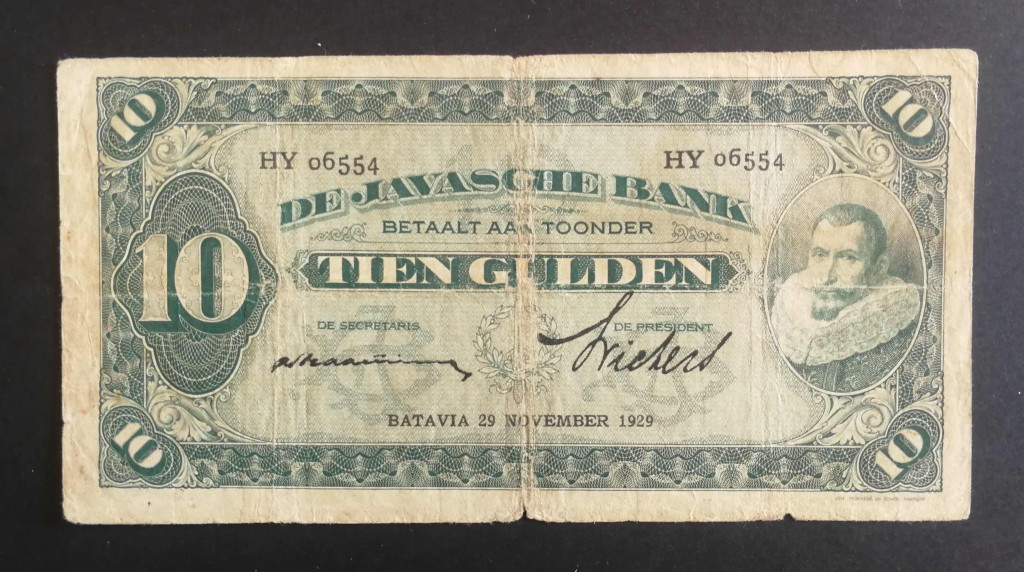 10 10
HY 06554 HY 06554
DE JAVASCHE BANK
BETAALT AAN TOONDER
10
TIEN GULDEN
DE SECRETARIS DE PRESIDENT
BATAVIA 29 NOVEMBER 1929
10 10